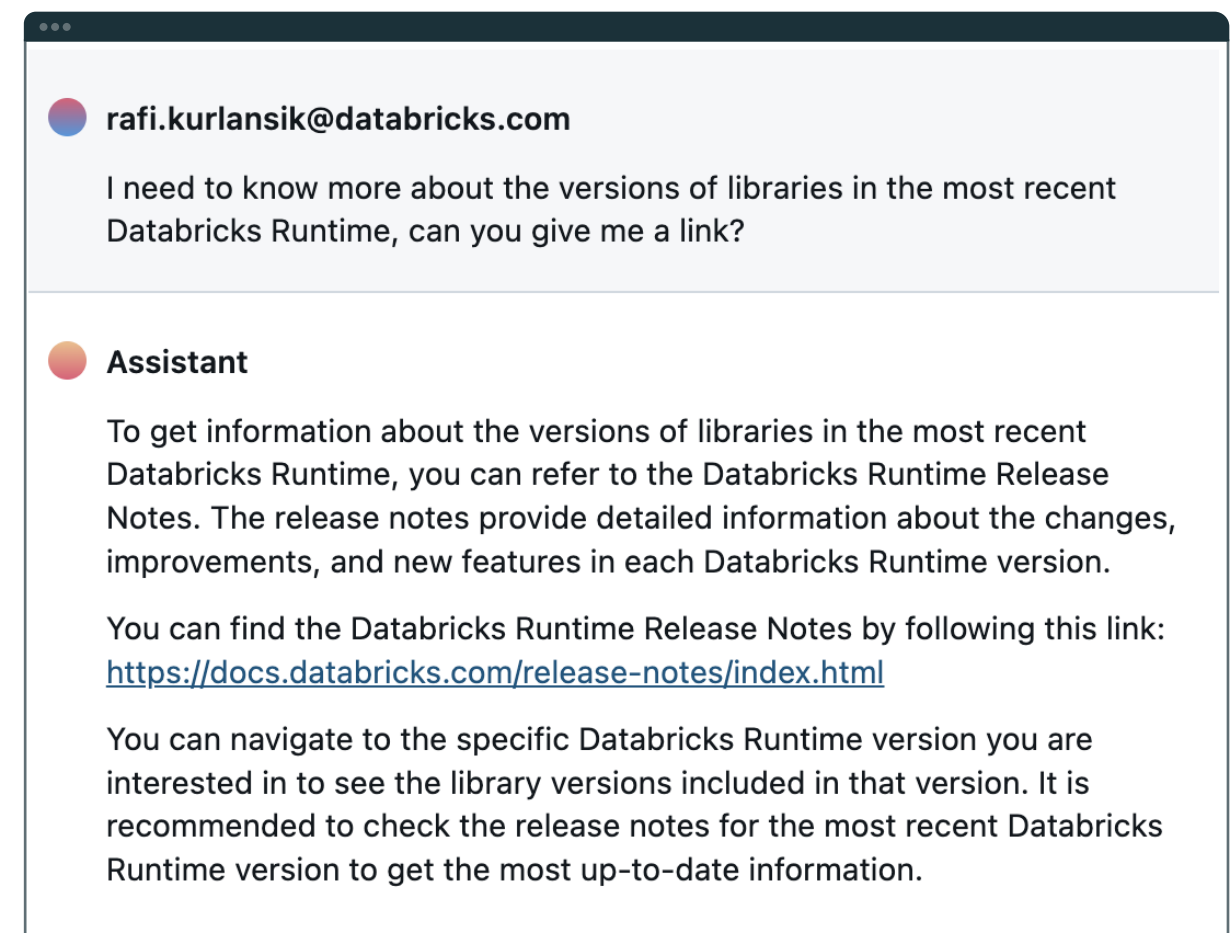 rafi.kurlansik@databricks.com
I need to know more about the versions of libraries in the most recent
Databricks Runtime, can you give me a link?
Assistant
To get information about the versions of libraries in the most recent
Databricks Runtime, you can refer to the Databricks Runtime Release
Notes. The release notes provide detailed information about the changes,
improvements, and new features in each Databricks Runtime version.
You can find the Databricks Runtime Release Notes by following this link:
https://docs.databricks.com/release-notes/index.html
You can navigate to the specific Databricks Runtime version you are
interested in to see the library versions included in that version. It is
recommended to check the release notes for the most recent Databricks
Runtime version to get the most up-to-date information.